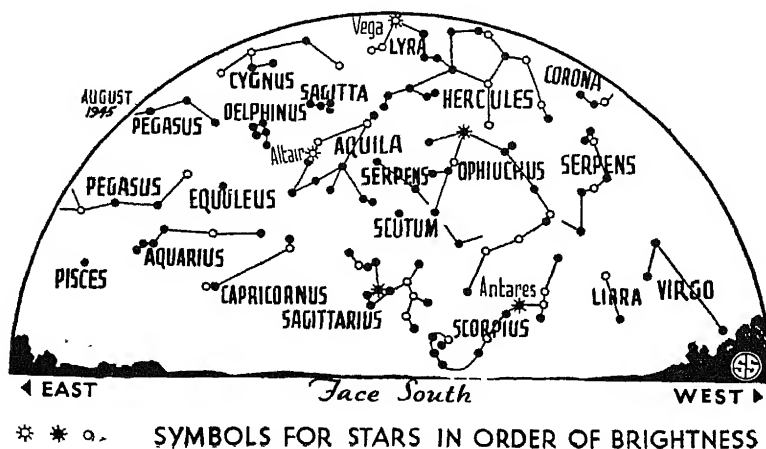 Vega
LYRA
CYGNUS
CORONA
SAGITTA
HERCULES
AUGUST
1945
DELPHINUS
PEGASUS
Altair
AQUILA
SERPENS
OPHIUCHUS
SERPENS
PEGASUS
EQUULEUS
SCUTUM
AQUARIUS
PISCES
CAPRICORNUS
Antares
LIBRA
VIRGO
SAGITTARIUS
SCORPIUS
SS
EAST
Face South
WEST
SYMBOLS FOR STARS IN ORDER OF BRIGHTNESS